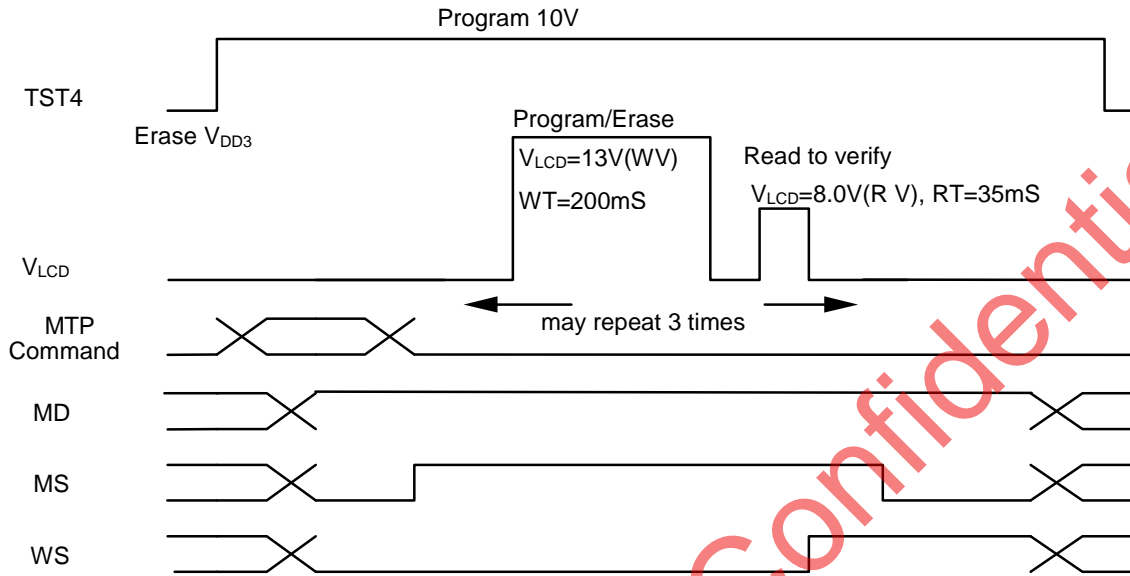 Program 10V
TST4
Erase VDD3
Program/Erase
VLCD=13V(WV)
WT=200mS
Read to verify
VLCD=8.0V(R V), RT=35mS
VLCD
may repeat 3 times
MTP
Command
MD
MS
WS
Confidentia